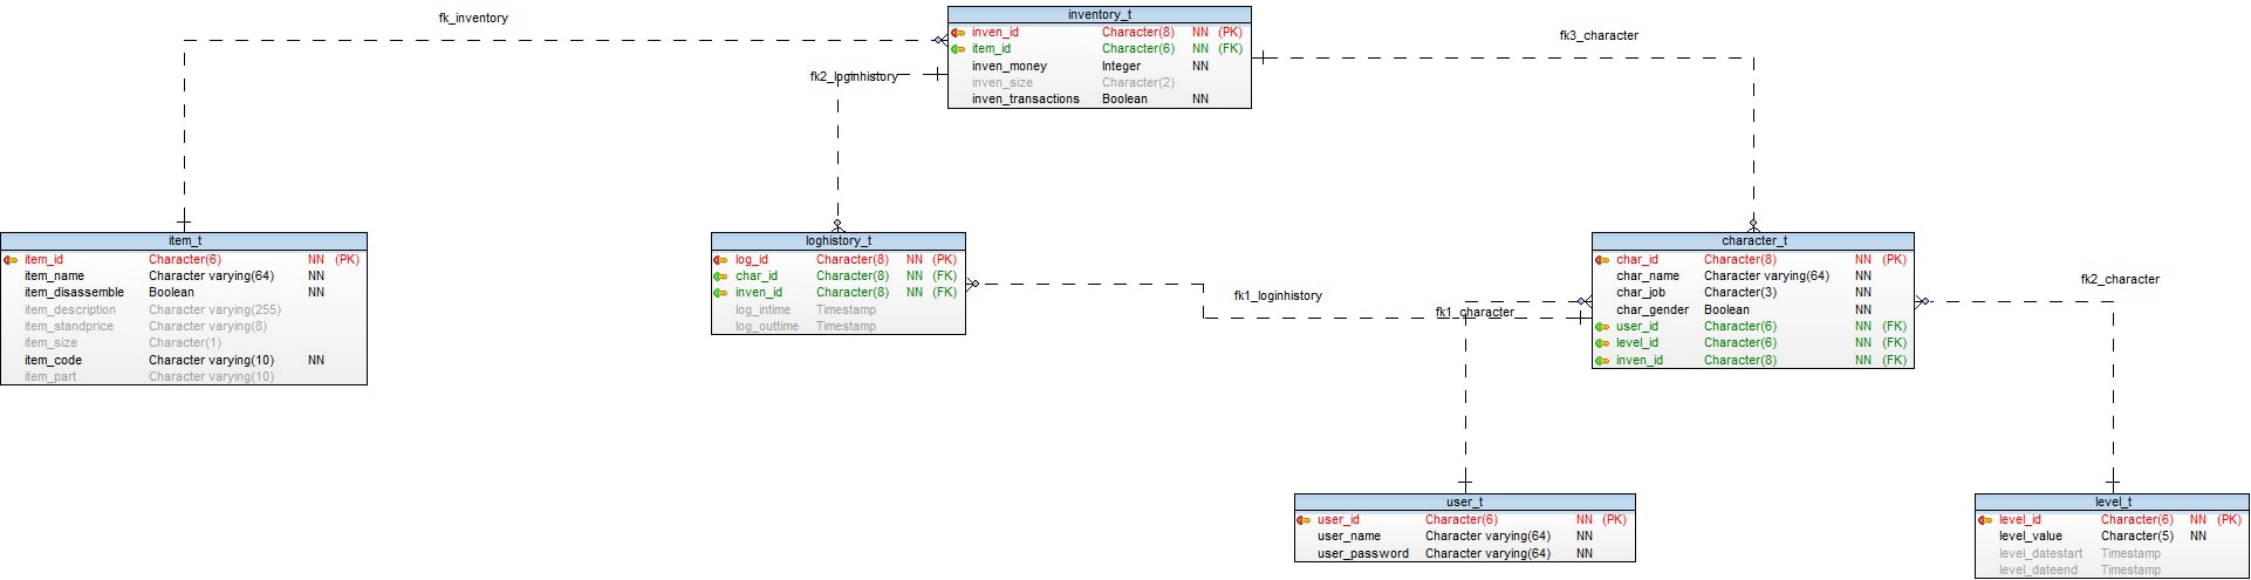 fk_inventory
inventory_t
inven_id Character(8) NN (PK)
item_id Character(6) NN (FK)
inven_money Integer NN
inven_size Character(2)
inven_transactions Boolean NN
fk3_character
fk2_loginhistory
item_t
item_id Character(6) NN (PK)
item_name Character varying(64) NN
item_disassemble Boolean NN
item_description Character varying(255)
item_standprice Character varying(8)
item_size Character(1)
item_code Character varying(10) NN
item_part Character varying(10)
loghistory_t
log_id Character(8) NN (PK)
char_id Character(8) NN (FK)
inven_id Character(8) NN (FK)
log_intime Timestamp
log_outtime Timestamp
fk1_loginhistory
fk1_character
character_t
char_id Character(8) NN (PK)
char_name Character varying(64) NN
char_job Character(3) NN
char_gender Boolean NN
user_id Character(6) NN (FK)
level_id Character(6) NN (FK)
inven_id Character(8) NN (FK)
fk2_character
user_t
user_id Character(6) NN (PK)
user_name Character varying(64) NN
user_password Character varying(64) NN
level_t
level_id Character(6) NN (PK)
level_value Character(5) NN
level_datestart Timestamp
level_dateend Timestamp